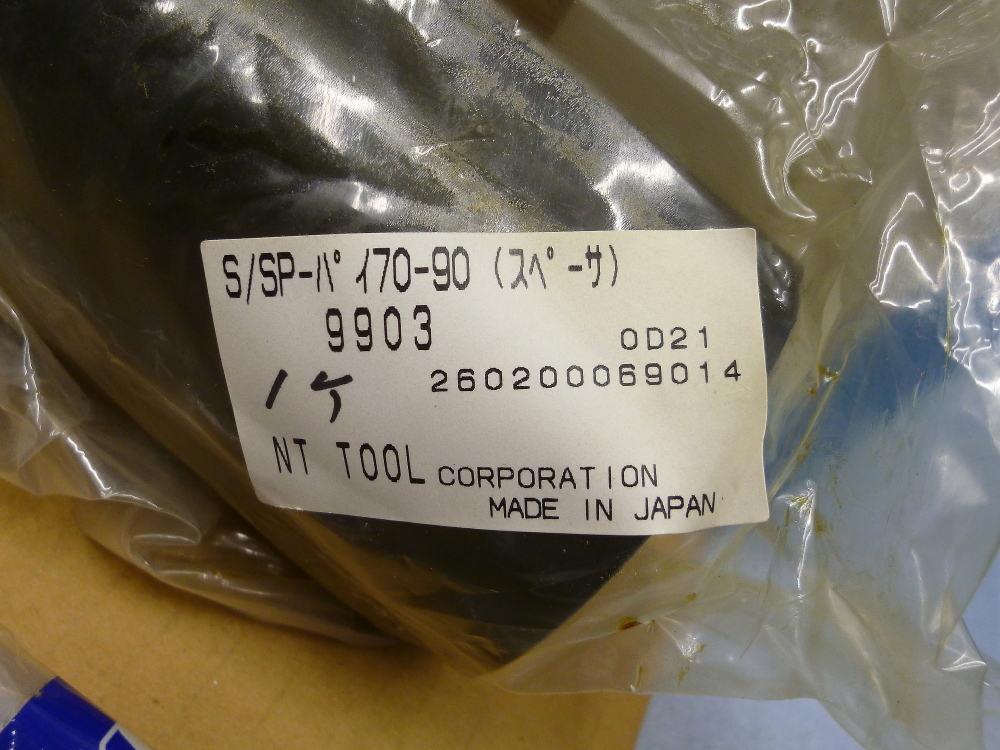 S/SP-ﾊﾟｲ70-90 (ｽﾍﾟｰｻ)
9903
0D21
1ケ
260200069014
NT TOOL CORPORATION
MADE IN JAPAN